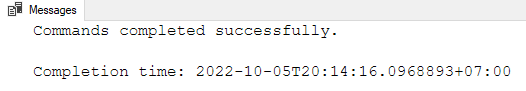 Messages
Commands completed successfully.
Completion time: 2022-10-05T20:14:16.0968893+07:00